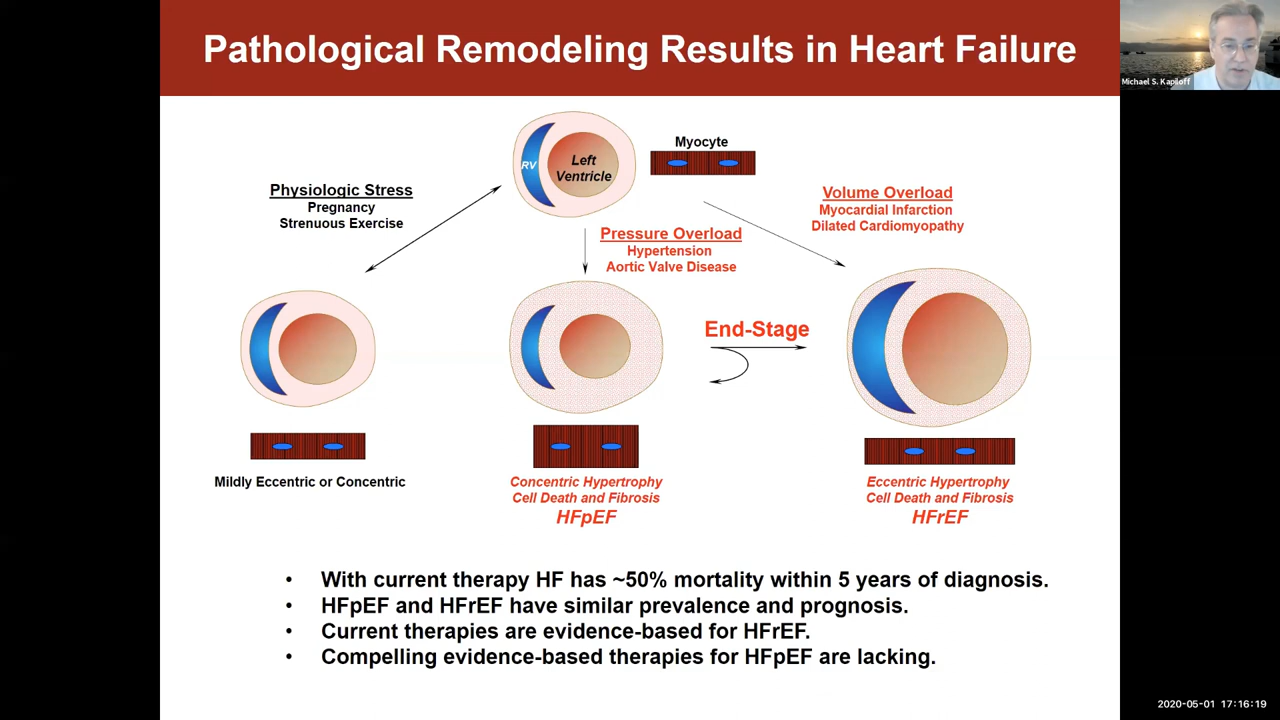 Pathological Remodeling Results in Heart Failure
Michael S. Kapiloff
RV
Left
Ventricle
Myocyte
Physiologic Stress
Pregnancy
Strenuous Exercise
Volume Overload
Myocardial Infarction
Dilated Cardiomyopathy
Pressure Overload
Hypertension
Aortic Valve Disease
End-Stage
Mildly Eccentric or Concentric
Concentric Hypertrophy
Cell Death and Fibrosis
HFpEF
Eccentric Hypertrophy
Cell Death and Fibrosis
HFrEF
• With current therapy HF has ~50% mortality within 5 years of diagnosis.
• HFpEF and HFrEF have similar prevalence and prognosis.
• Current therapies are evidence-based for HFrEF.
• Compelling evidence-based therapies for HFpEF are lacking.
2020-05-01 17:16:19